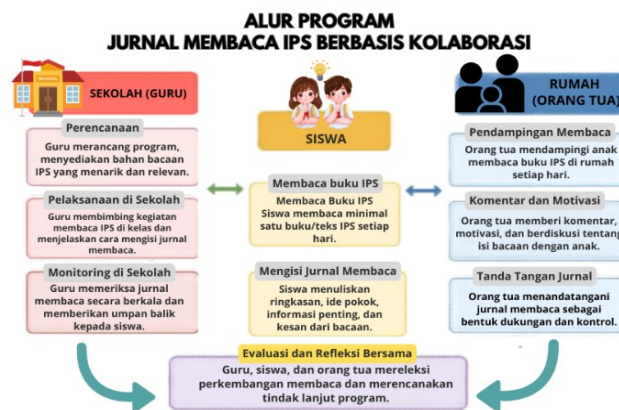 ALUR PROGRAM
JURNAL MEMBACA IPS BERBASIS KOLABORASI
SCHOOL
SEKOLAH (GURU)
Perencanaan
Guru merancang program,
menyediakan bahan bacaan
IPS yang menarik dan relevan.
Pelaksanaan di Sekolah
Guru membimbing kegiatan
membaca IPS di kelas dan
menjelaskan cara mengisi jurnal
membaca.
Monitoring di Sekolah
Guru memeriksa jurnal
membaca secara berkala dan
memberikan umpan balik
kepada siswa.
SISWA
Membaca buku IPS
Membaca Buku IPS
Siswa membaca minimal
satu buku/teks IPS setiap
hari.
Mengisi Jurnal Membaca
Siswa menuliskan
ringkasan, ide pokok,
informasi penting, dan
kesan dari bacaan.
RUMAH
(ORANG TUA)
Pendampingan Membaca
Orang tua mendampingi anak
membaca buku IPS di rumah
setiap hari.
Komentar dan Motivasi
Orang tua memberi komentar,
motivasi, dan berdiskusi tentang
isi bacaan dengan anak.
Tanda Tangan Jurnal
Orang tua menandatangani
jurnal membaca sebagai
bentuk dukungan dan kontrol.
Evaluasi dan Refleksi Bersama
Guru, siswa, dan orang tua mereleksi
perkembangan membaca dan merencanakan
tindak lanjut program.